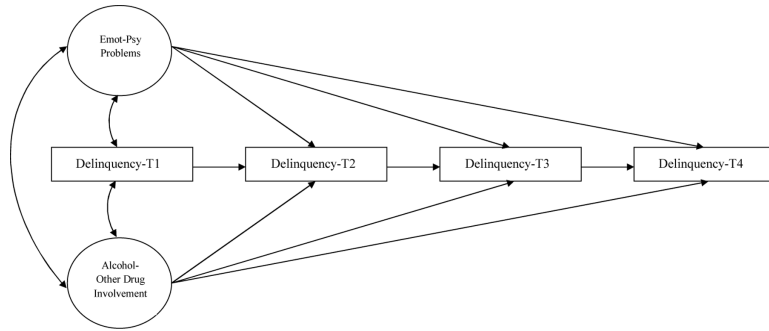 Emot-Psy
Problems
Delinquency-T1
Delinquency-T2
Delinquency-T3
Delinquency-T4
Alcohol-
Other Drug
Involvement